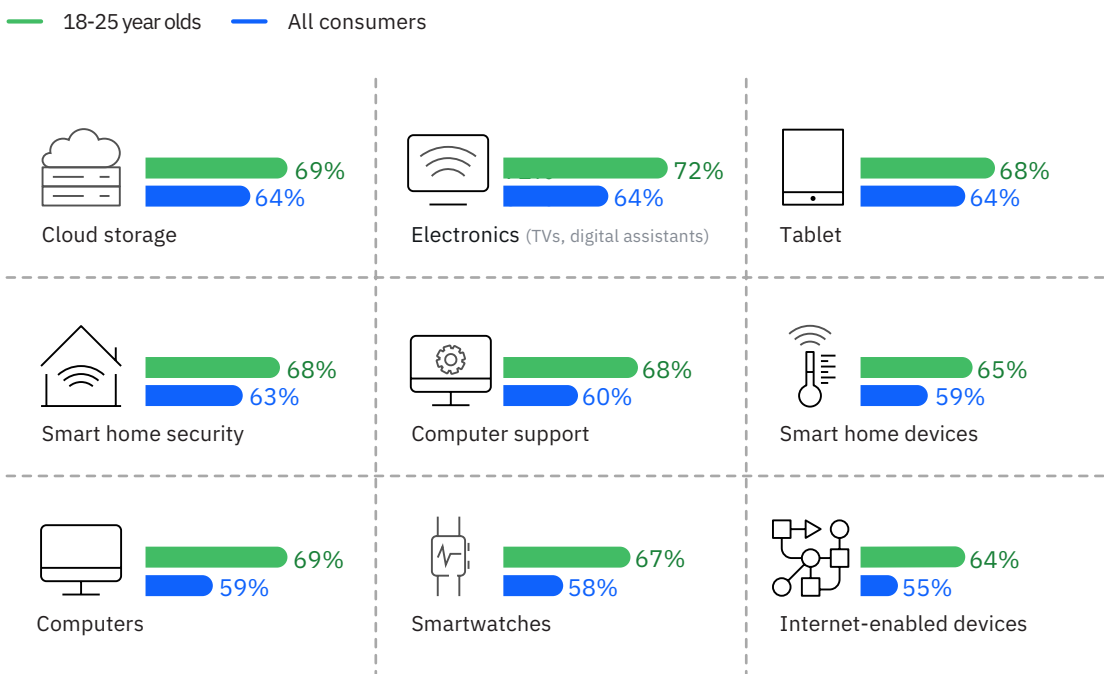 18-25 year olds All consumers
69% 72% 68%
64% 64% 64%
Cloud storage Electronics (TVs, digital assistants) Tablet
68% 68% 65%
63% 60% 59%
Smart home security Computer support Smart home devices
69% 67% 64%
59% 58% 55%
Computers Smartwatches Internet-enabled devices